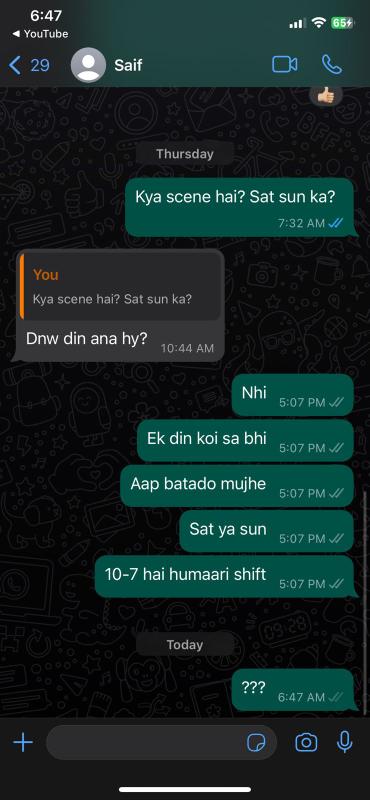 6:47
65
◀ YouTube
29
Saif
Thursday
Kya scene hai? Sat sun ka?
7:32 AM
You
Kya scene hai? Sat sun ka?
Dnw din ana hy?
10:44 AM
Nhi
5:07 PM
Ek din koi sa bhi
5:07 PM
Aap batado mujhe
5:07 PM
Sat ya sun
5:07 PM
10-7 hai humaari shift
5:07 PM
Today
???
6:47 AM